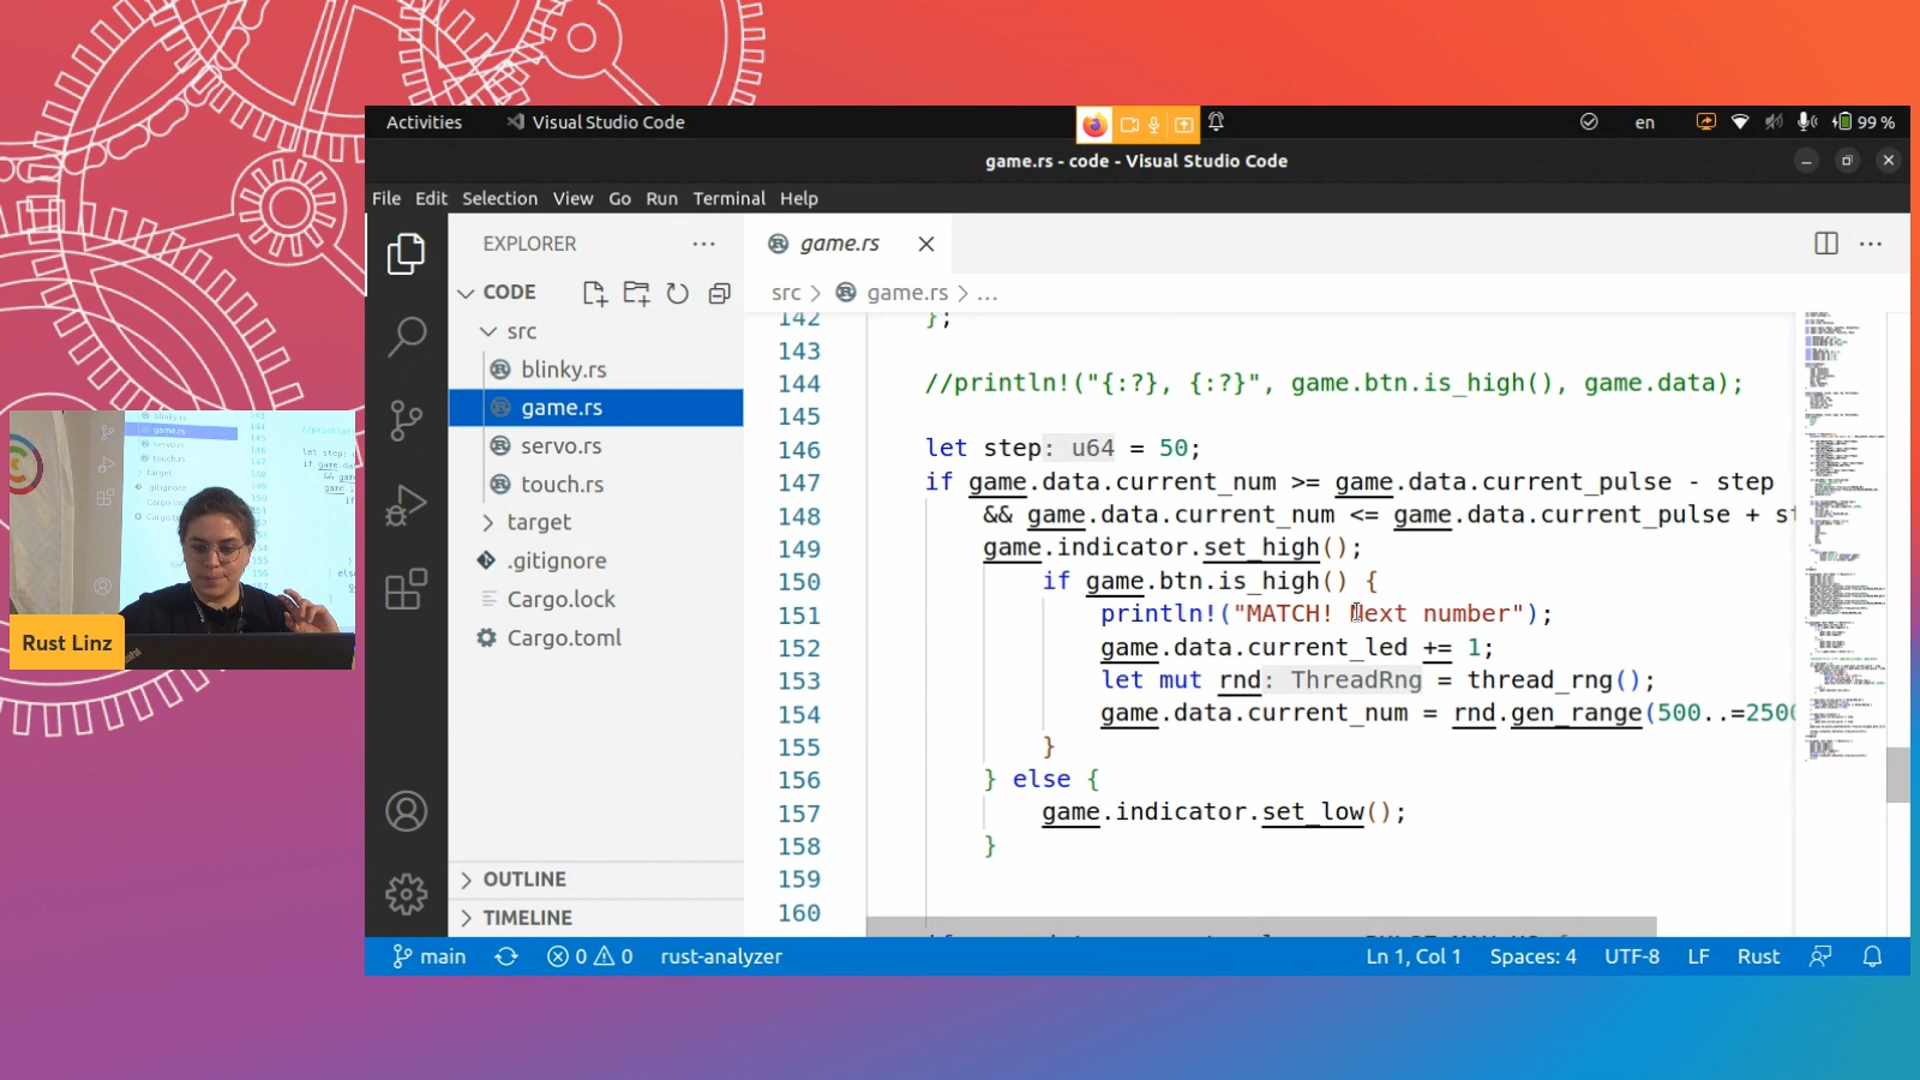 Activities
Visual Studio Code
en
99 %
game.rs - code - Visual Studio Code
File Edit Selection View Go Run Terminal Help
EXPLORER
CODE
src
blinky.rs
game.rs
servo.rs
touch.rs
target
.gitignore
Cargo.lock
Cargo.toml
OUTLINE
TIMELINE
game.rs
src > game.rs > ...
142 };
143
144 //println!("{:?}, {:?}", game.btn.is_high(), game.data);
145
146 let step: u64 = 50;
147 if game.data.current_num >= game.data.current_pulse - step
148 && game.data.current_num <= game.data.current_pulse + st
149 game.indicator.set_high();
150 if game.btn.is_high() {
151 println!("MATCH! Next number");
152 game.data.current_led += 1;
153 let mut rnd: ThreadRng = thread_rng();
154 game.data.current_num = rnd.gen_range(500..=2500
155 }
156 } else {
157 game.indicator.set_low();
158 }
159
160
main
0 0
rust-analyzer
Ln 1, Col 1
Spaces: 4
UTF-8
LF
Rust
Rust Linz